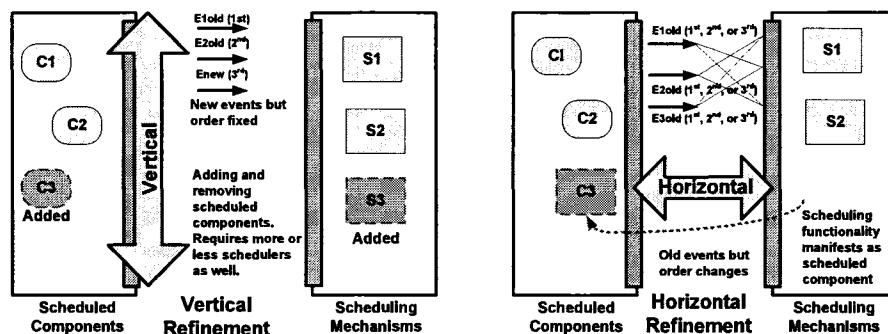 C1
C2
C3
Added
Vertical
E1old (1st)
E2old (2nd)
Enew (3rd)
New events but
order fixed
Adding and
removing
scheduled
components.
Requires more or
less schedulers
as well.
S1
S2
S3
Added
Scheduled
Components
Vertical
Refinement
Scheduling
Mechanisms
CI
C2
C3
E1old (1st, 2nd, or 3rd)
E2old (1st, 2nd, or 3rd)
E3old (1st, 2nd, or 3rd)
Horizontal
Old events but
order changes
S1
S2
Scheduling
functionality
manifests as
scheduled
component
Scheduled
Components
Horizontal
Refinement
Scheduling
Mechanisms